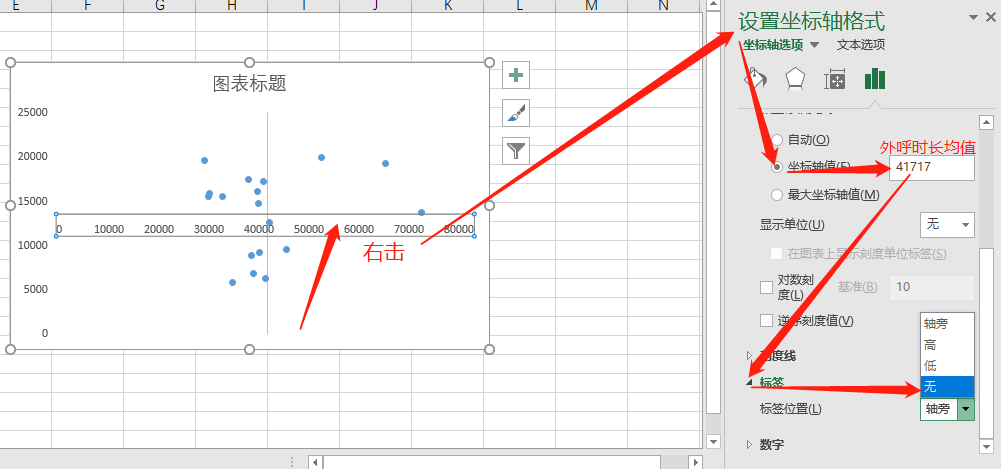 E F G H I J K L M N
设置坐标轴格式
坐标轴选项 文本选项
图表标题
25000
20000
15000
10000
5000
0
0 10000 20000 30000 40000 50000 60000 70000 80000
右击
自动(O)
外呼时长均值
坐标轴值(E) 41717
最大坐标轴值(M)
显示单位(U) 无
在图表上显示刻度单位标签(S)
对数刻
度(L) 基准(B) 10
逆序刻度值(V)
轴旁
高
低
无
刻度线
标签
标签位置(L) 轴旁
数字